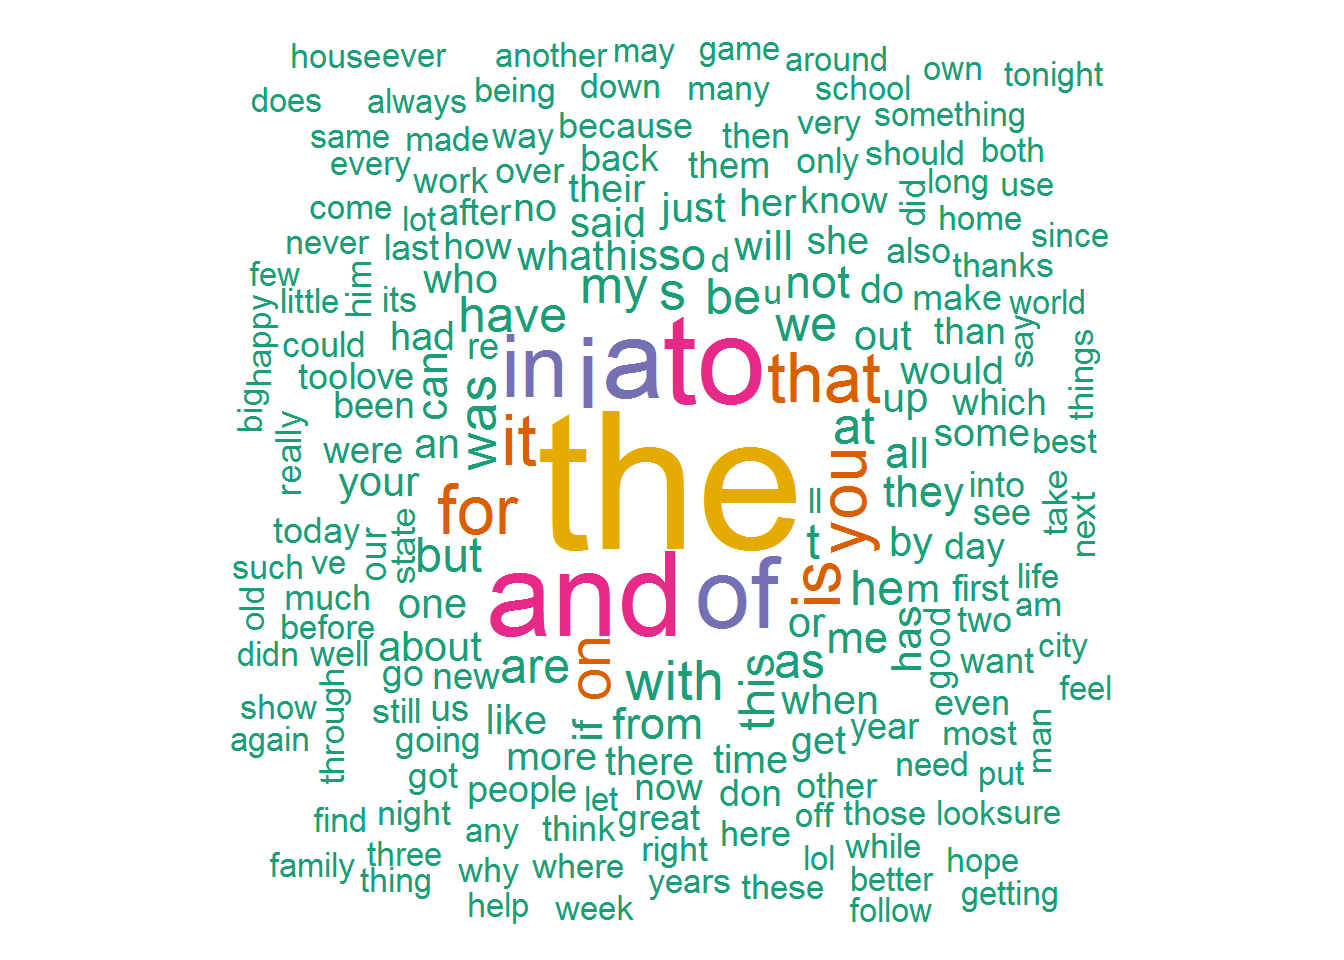 house ever another may game around own tonight
does always being down many school something
same made way because then very should both
every work over back them only long use
come lot after no their just her know did home since
never last how said will she also thanks
few him its who what his so d not do make world
little happy have my s be u we out than say things
could had re in i a to that would which
big too love can been was it the at up some best
really were an your for ll you all they into see take next
today our state but t by day
such ve much one and of is he m first life am
old before about or me has good two want city
didn well go new are on with this as when even feel
show through still us like if from get year most man
again going more there time need put
got people let now don other those look sure
find night any think great here off while hope
family three thing why where right lol better getting
help week years these follow